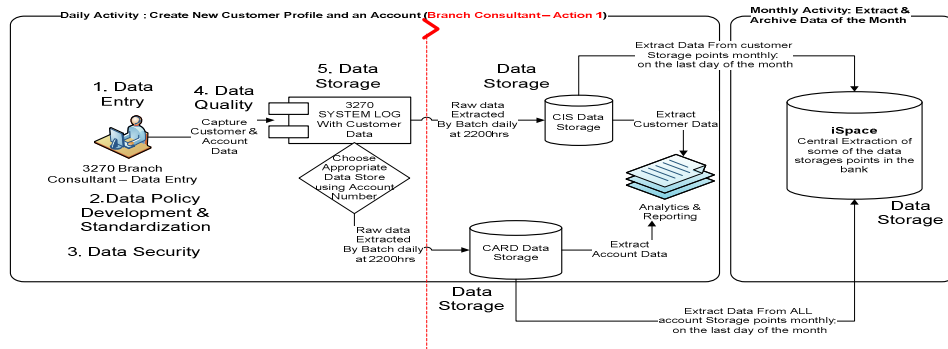 Daily Activity : Create New Customer Profile and an Account (Branch Consultant – Action 1)
Monthly Activity: Extract &
Archive Data of the Month
1. Data
Entry
3270 Branch
Consultant – Data Entry
2.Data Policy
Development &
Standardization
3. Data Security
4. Data
Quality
Capture
Customer &
Account
Data
5. Data
Storage
3270
SYSTEM LOG
With Customer
Data
Choose
Appropriate
Data Store
using Account
Number
Raw data
Extracted
By Batch daily
at 2200hrs
Raw data
Extracted
By Batch daily
at 2200hrs
Data
Storage
CIS Data
Storage
Extract Data From customer
Storage points monthly:
on the last day of the month
Extract
Customer Data
Analytics &
Reporting
CARD Data
Storage
Extract
Account Data
Data
Storage
Extract Data From ALL
account Storage points monthly:
on the last day of the month
iSpace
Central Extraction of
some of the data
storages points in the
bank
Data
Storage